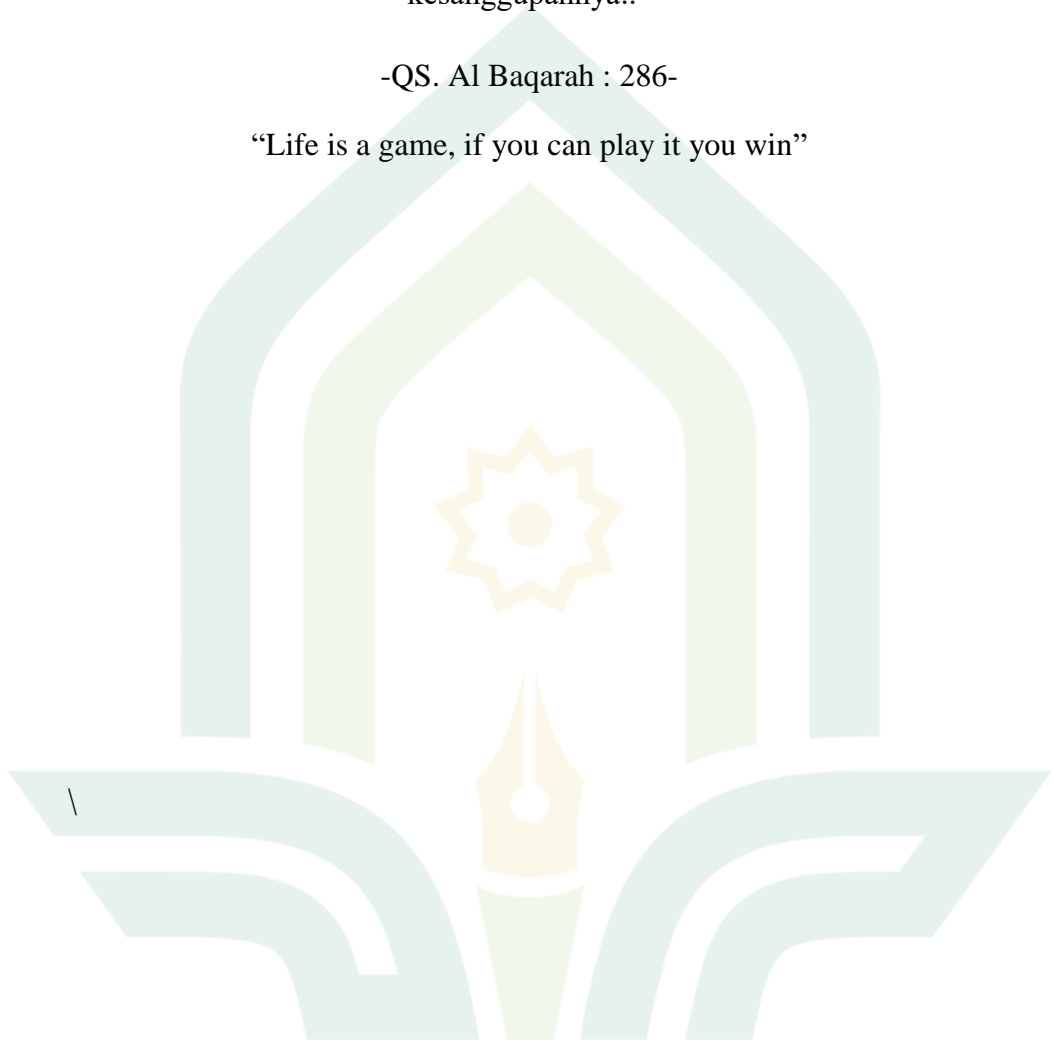 kesanggupannya..
-QS. Al Baqarah : 286-
“Life is a game, if you can play it you win”
\